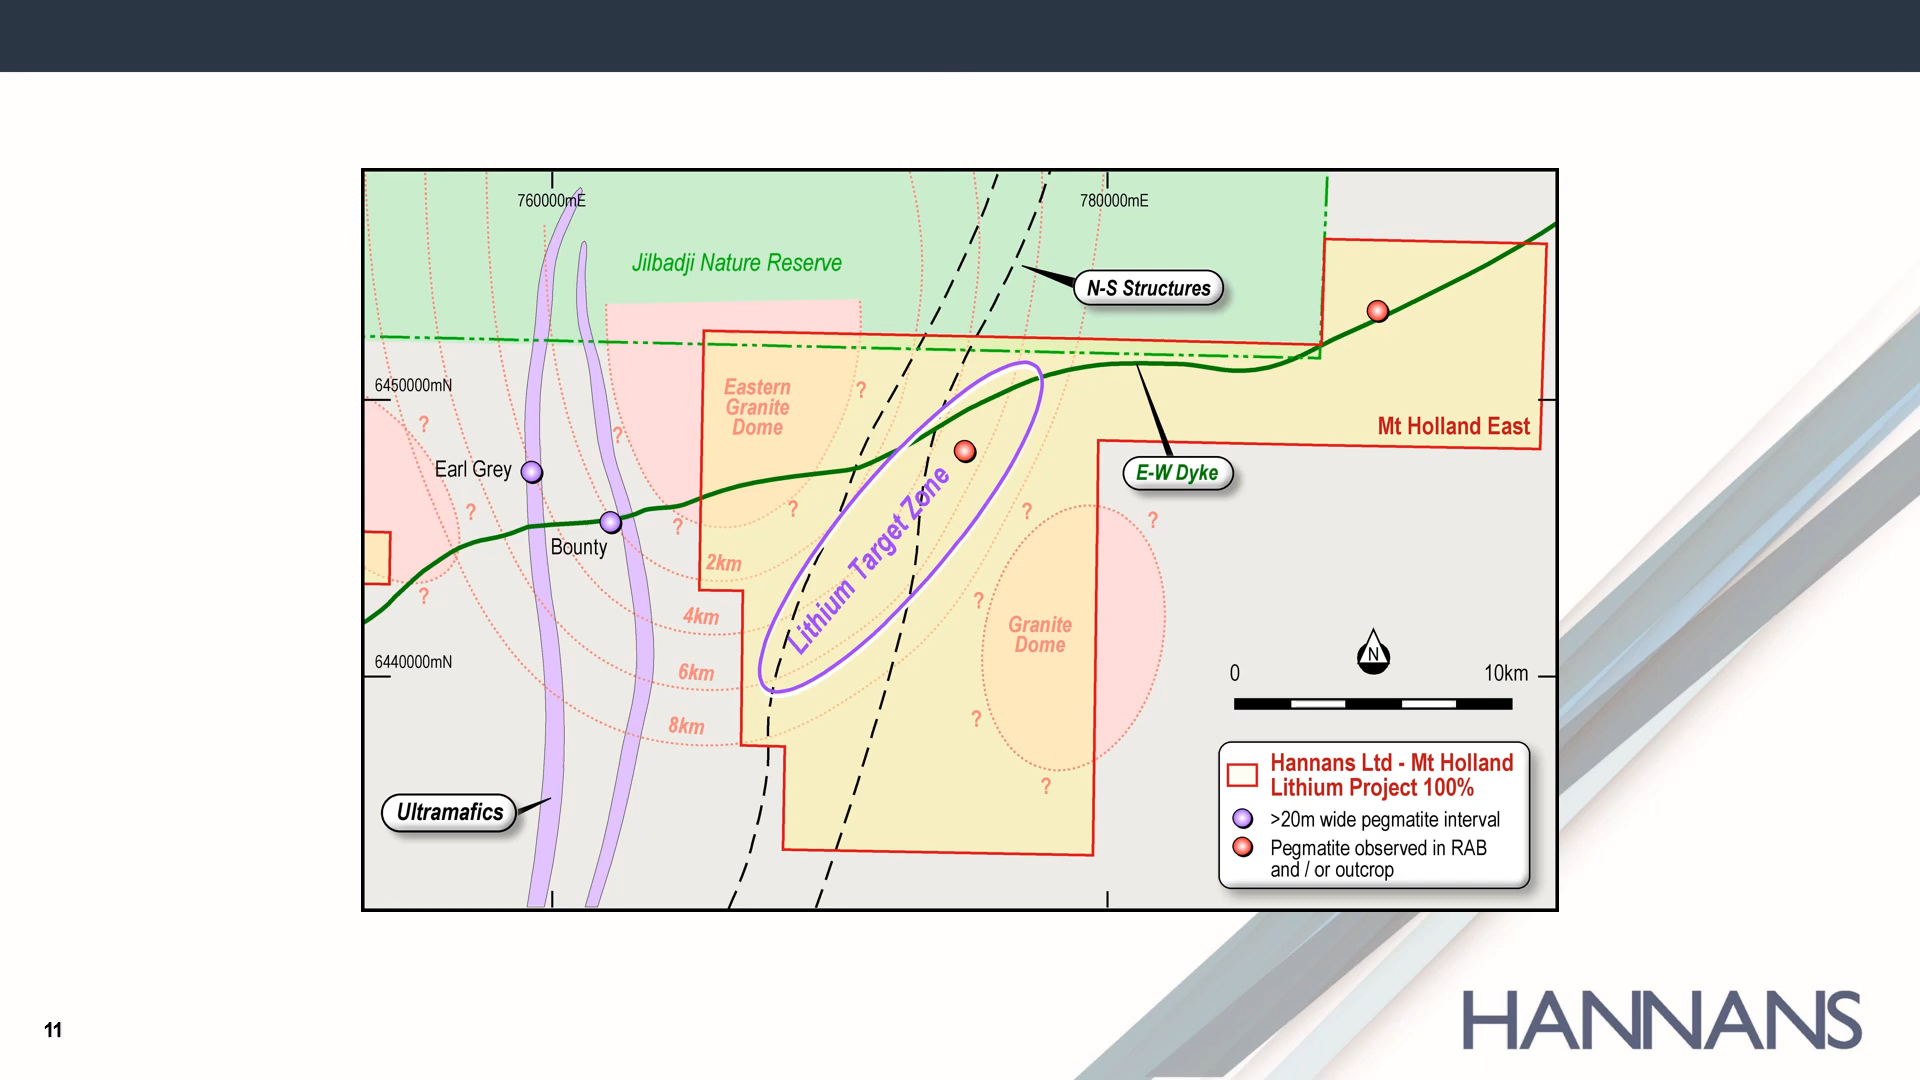 760000mE
780000mE
Jilbadji Nature Reserve
N-S Structures
6450000mN
Eastern
Granite
Dome
?
?
?
Mt Holland East
Earl Grey
E-W Dyke
Lithium Target Zone
?
?
?
?
?
Bounty
2km
?
?
4km
Granite
Dome
6440000mN
6km
0
N
10km
8km
?
?
Ultramafics
Hannans Ltd - Mt Holland
Lithium Project 100%
>20m wide pegmatite interval
Pegmatite observed in RAB
and / or outcrop
11
HANNANS